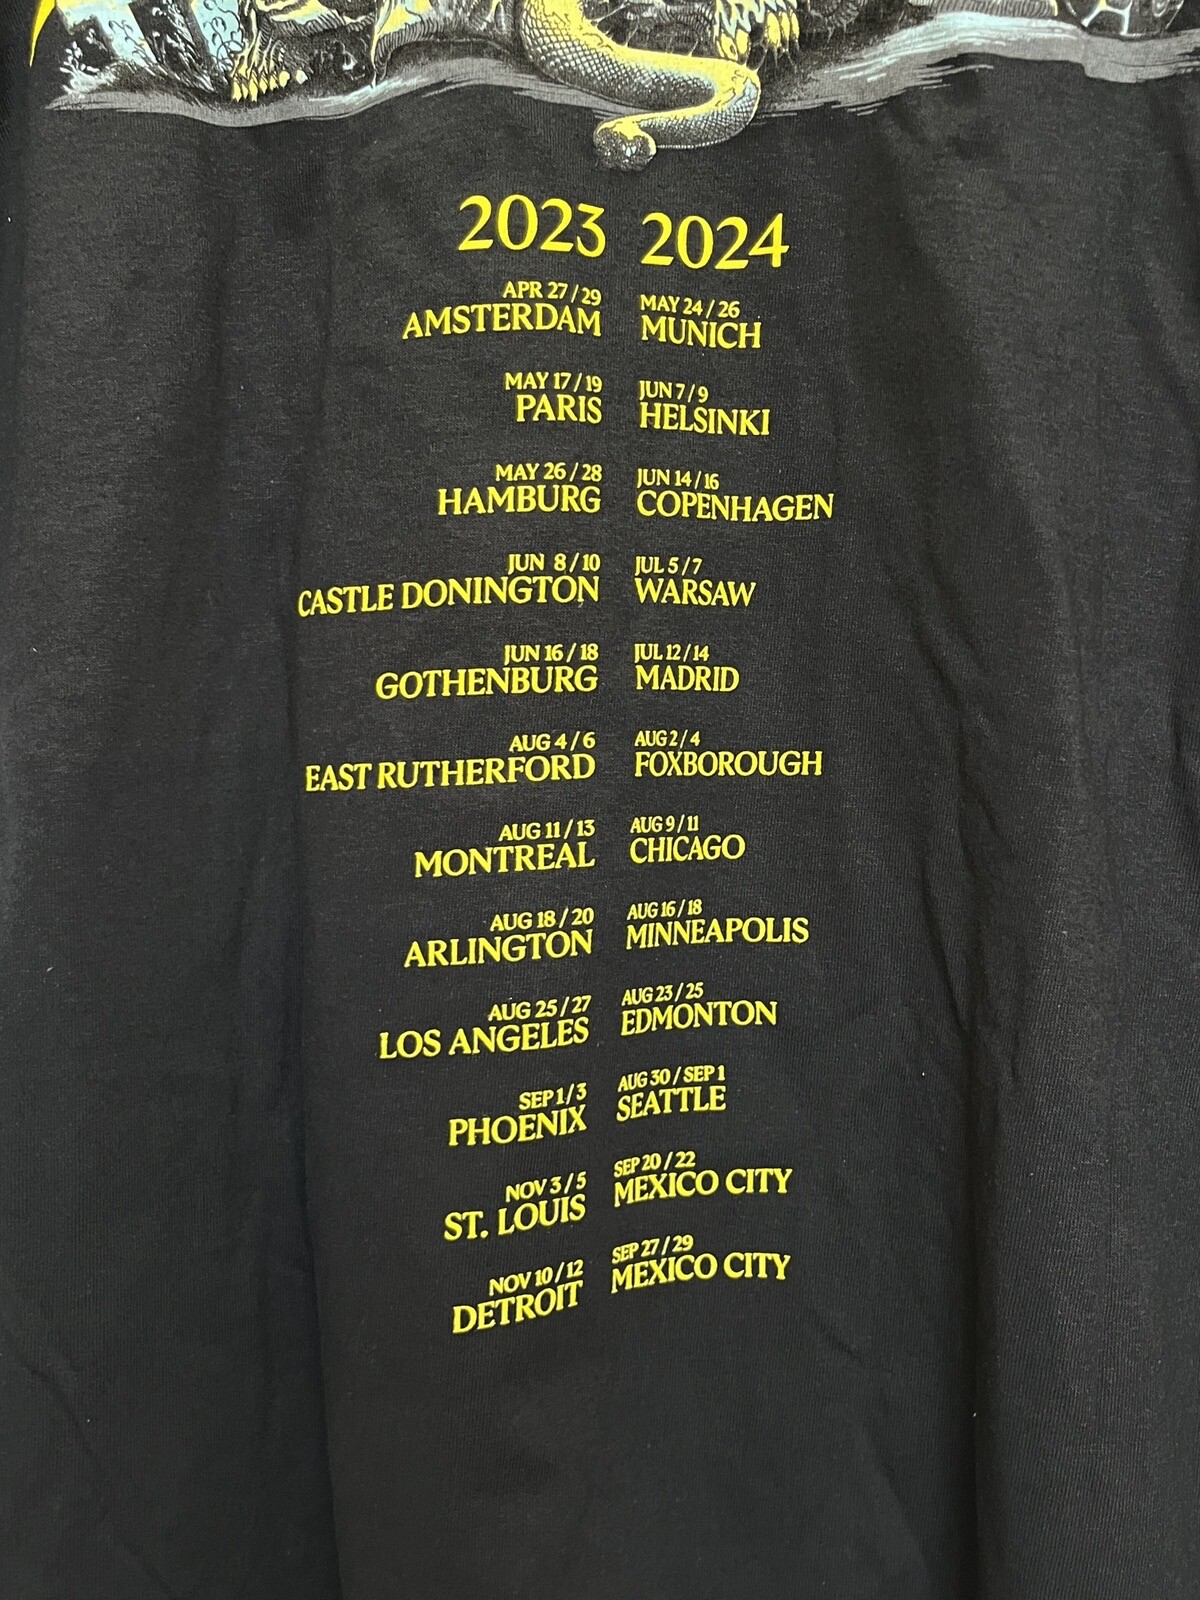 2023
APR 27/29
AMSTERDAM
MAY 17/19
PARIS
MAY 26/28
HAMBURG
JUN 8/10
CASTLE DONINGTON
JUN 16/18
GOTHENBURG
AUG 4/6
EAST RUTHERFORD
AUG 11/13
MONTREAL
AUG 18/20
ARLINGTON
AUG 25/27
LOS ANGELES
SEP 1/3
PHOENIX
NOV 3/5
ST. LOUIS
NOV 10/12
DETROIT
2024
MAY 24/26
MUNICH
JUN 7/9
HELSINKI
JUN 14/16
COPENHAGEN
JUL 5/7
WARSAW
JUL 12/14
MADRID
AUG 2/4
FOXBOROUGH
AUG 9/11
CHICAGO
AUG 16/18
MINNEAPOLIS
AUG 23/25
EDMONTON
AUG 30/SEP 1
SEATTLE
SEP 20/22
MEXICO CITY
SEP 27/29
MEXICO CITY